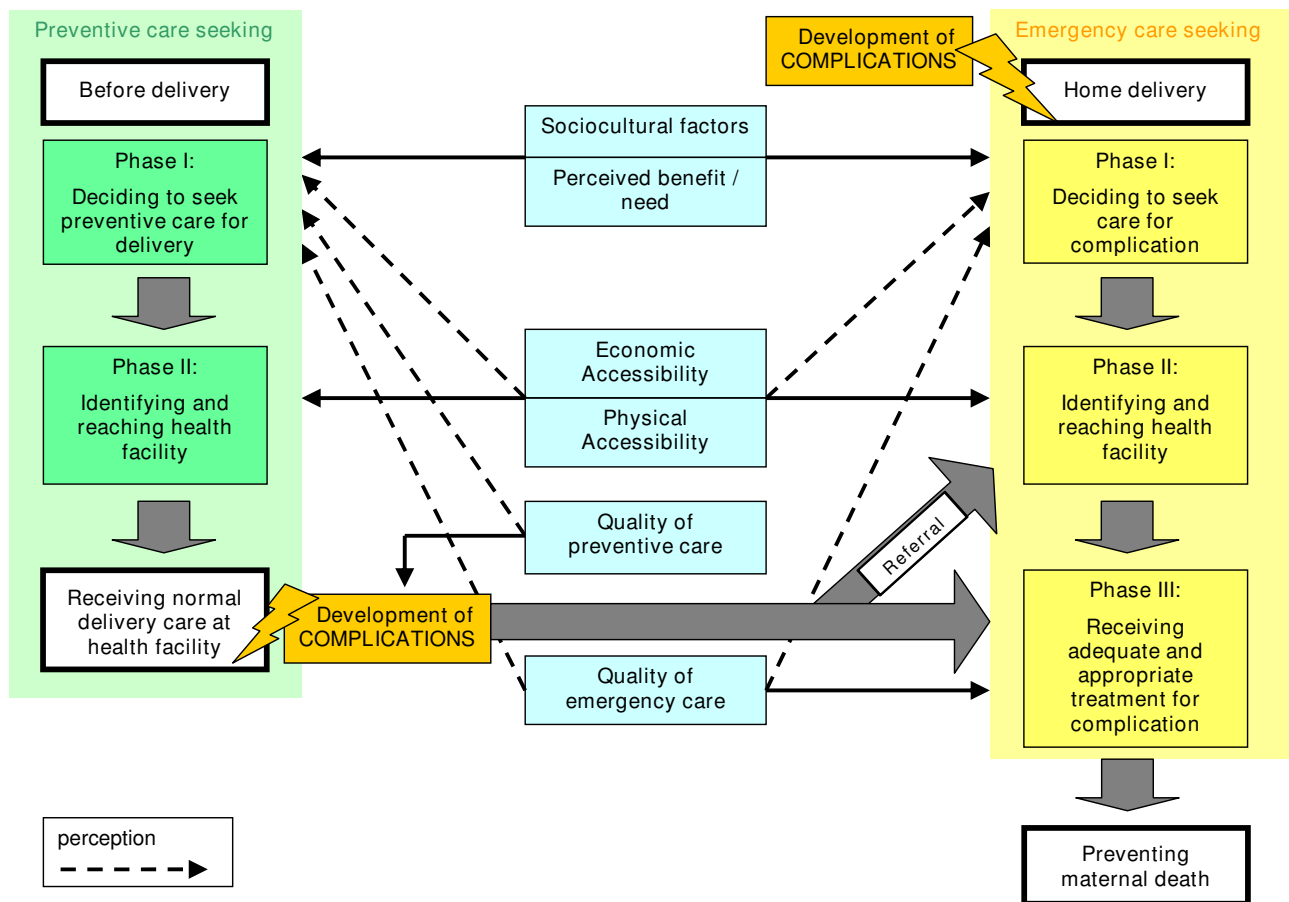 Preventive care seeking
Before delivery
Phase I:
Deciding to seek
preventive care for
delivery
Phase II:
Identifying and
reaching health
facility
Receiving normal
delivery care at
health facility
Development of
COMPLICATIONS
Sociocultural factors
Perceived benefit /
need
Economic
Accessibility
Physical
Accessibility
Quality of
preventive care
Quality of
emergency care
Referral
Development of
COMPLICATIONS
Emergency care seeking
Home delivery
Phase I:
Deciding to seek
care for
complication
Phase II:
Identifying and
reaching health
facility
Phase III:
Receiving
adequate and
appropriate
treatment for
complication
Preventing
maternal death
perception